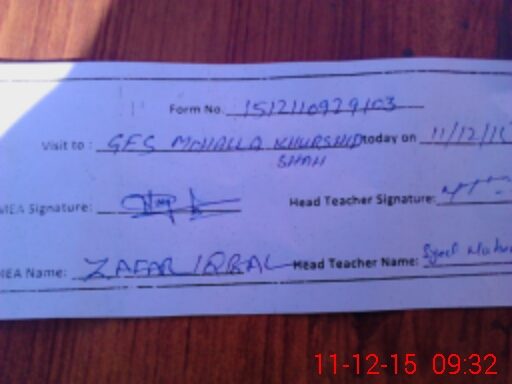 Form No. 1512110929103
Visit to: GFS MOHALLA KHURSHID today on 11/12/15
SHAH
MEA Signature: Head Teacher Signature:
MEA Name: ZAFAR IQBAL Head Teacher Name: Syed
11-12-15 09:32